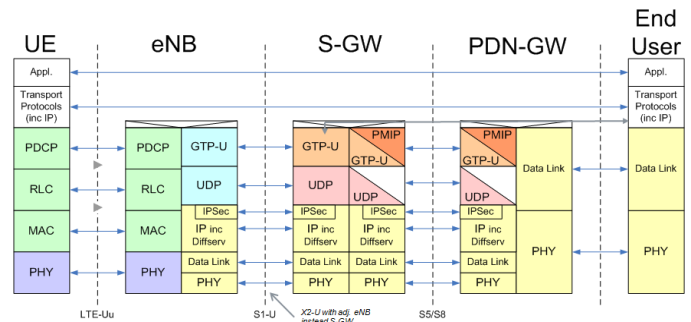 UE
eNB
S-GW
PDN-GW
End
User
Appl.
Appl.
Transport
Protocols
(inc IP)
Transport
Protocols
(inc IP)
PDCP
PDCP
GTP-U
GTP-U
PMIP
GTP-U
PMIP
GTP-U
Data Link
Data Link
RLC
RLC
UDP
UDP
UDP
UDP
IPSec
IPSec
IPSec
IPSec
MAC
MAC
IP inc
Diffserv
IP inc
Diffserv
IP inc
Diffserv
IP inc
Diffserv
PHY
PHY
Data Link
Data Link
Data Link
Data Link
PHY
PHY
PHY
PHY
PHY
PHY
LTE-Uu
S1-U
X2-U with adj. eNB
instead S-GW
S5/S8